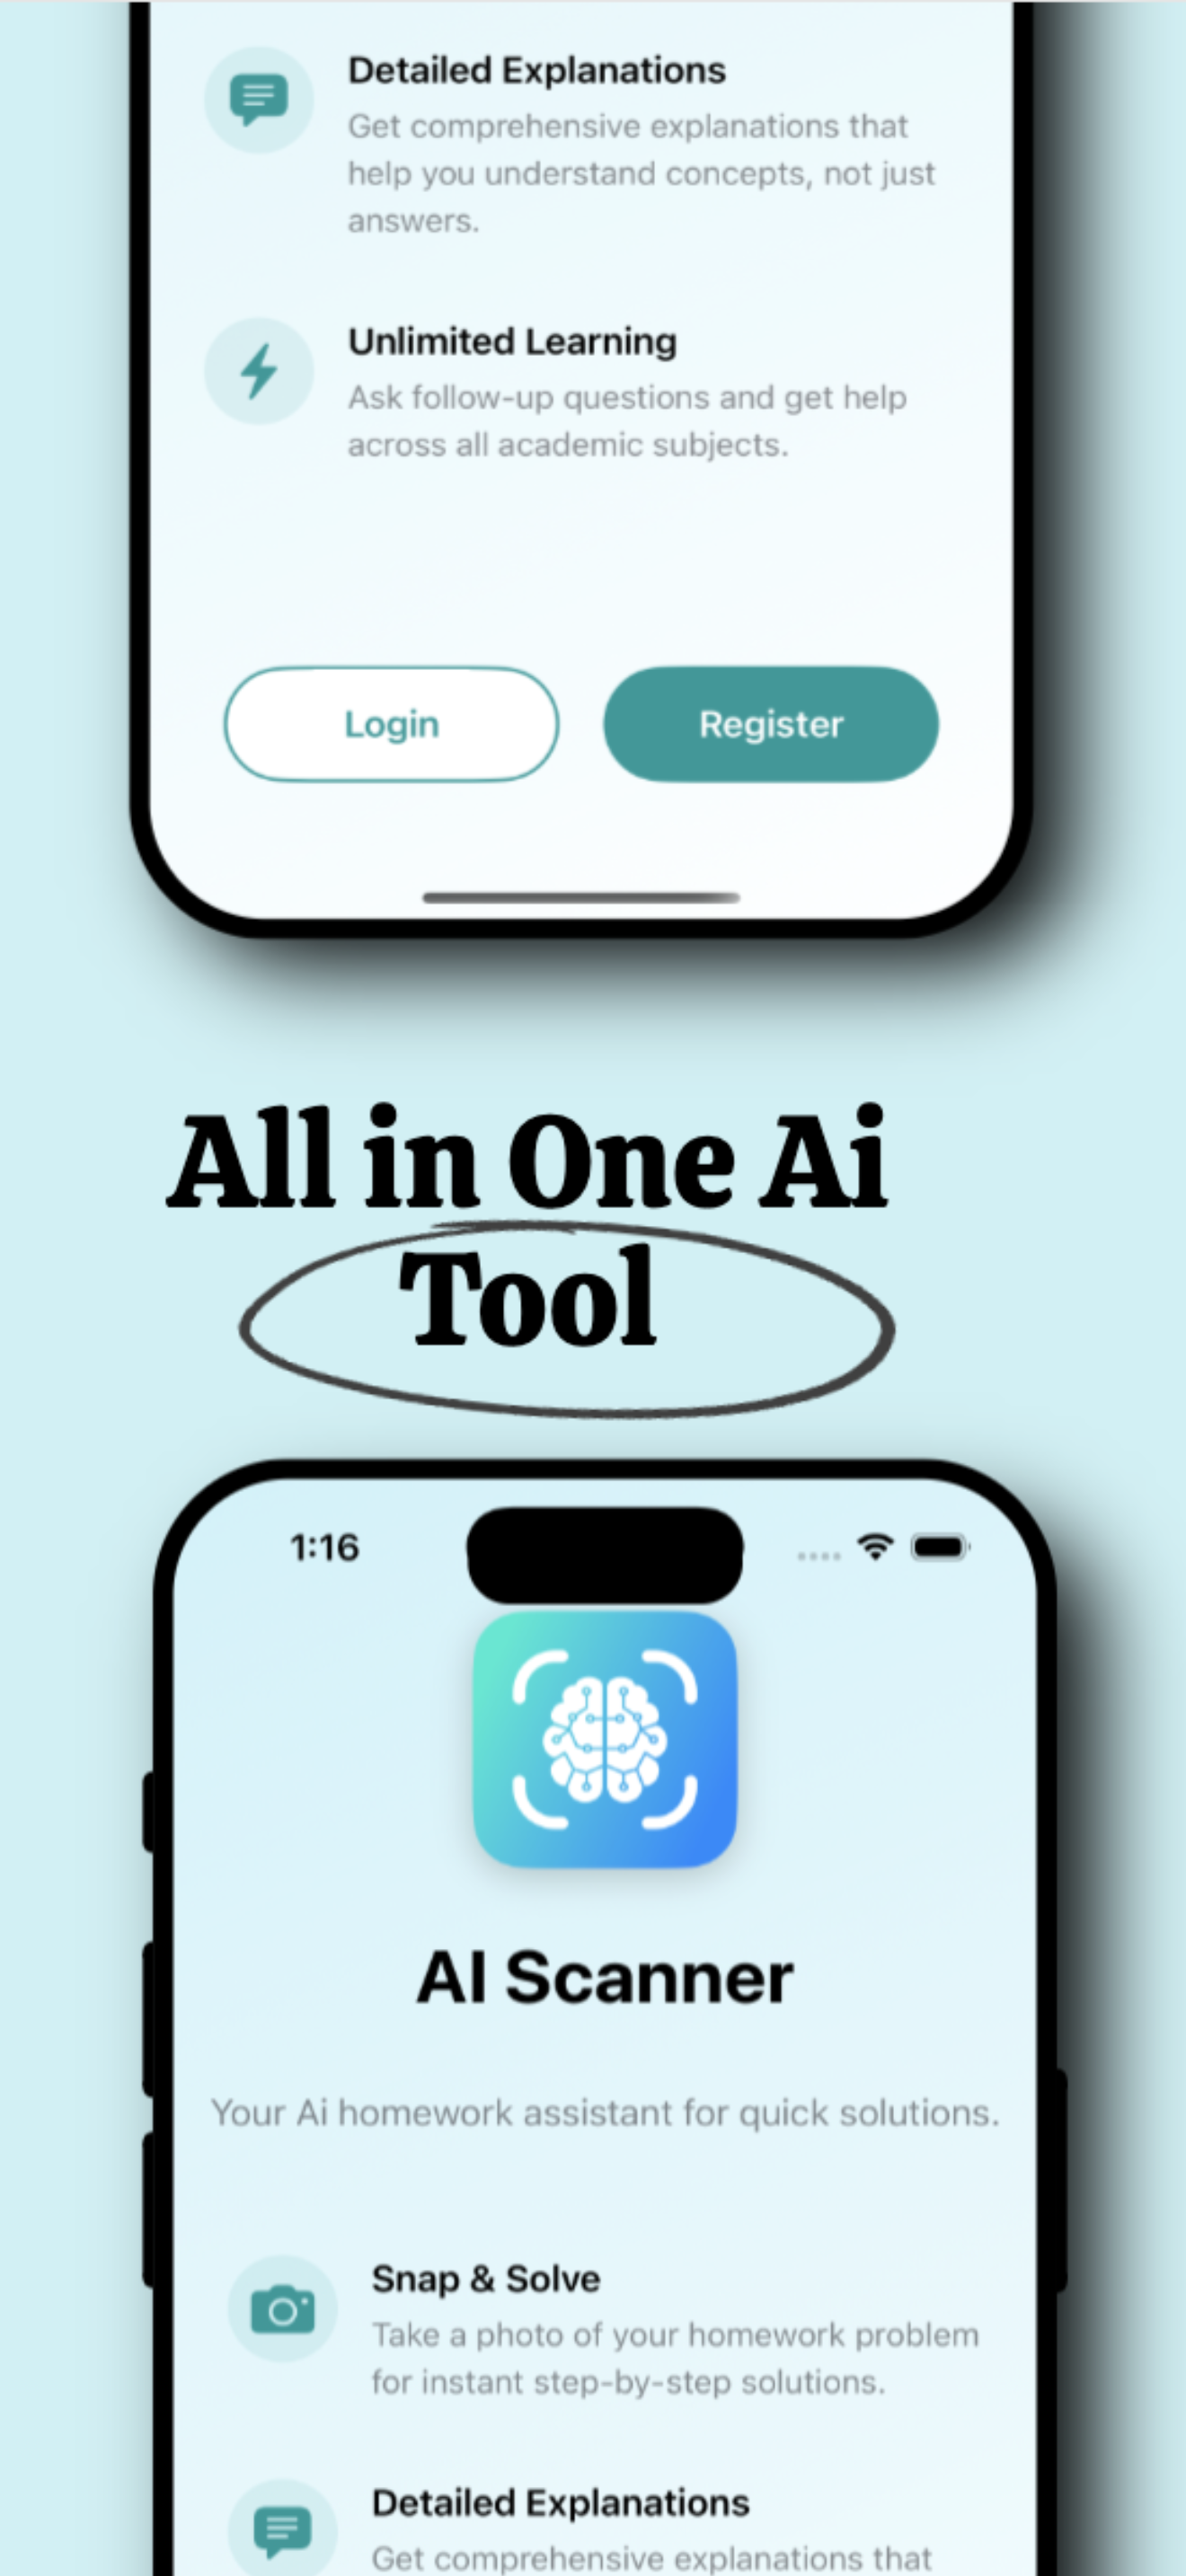 Detailed Explanations
Get comprehensive explanations that
help you understand concepts, not just
answers.
Unlimited Learning
Ask follow-up questions and get help
across all academic subjects.
Login
Register
All in One Ai
Tool
1:16
AI Scanner
Your Ai homework assistant for quick solutions.
Snap & Solve
Take a photo of your homework problem
for instant step-by-step solutions.
Detailed Explanations
Get comprehensive explanations that